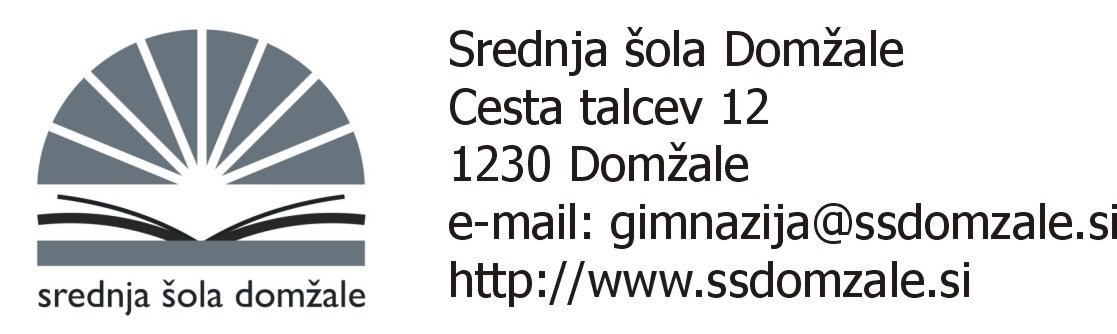 srednja šola domžale
Srednja šola Domžale
Cesta talcev 12
1230 Domžale
e-mail: gimnazija@ssdomzale.si
http://www.ssdomzale.si